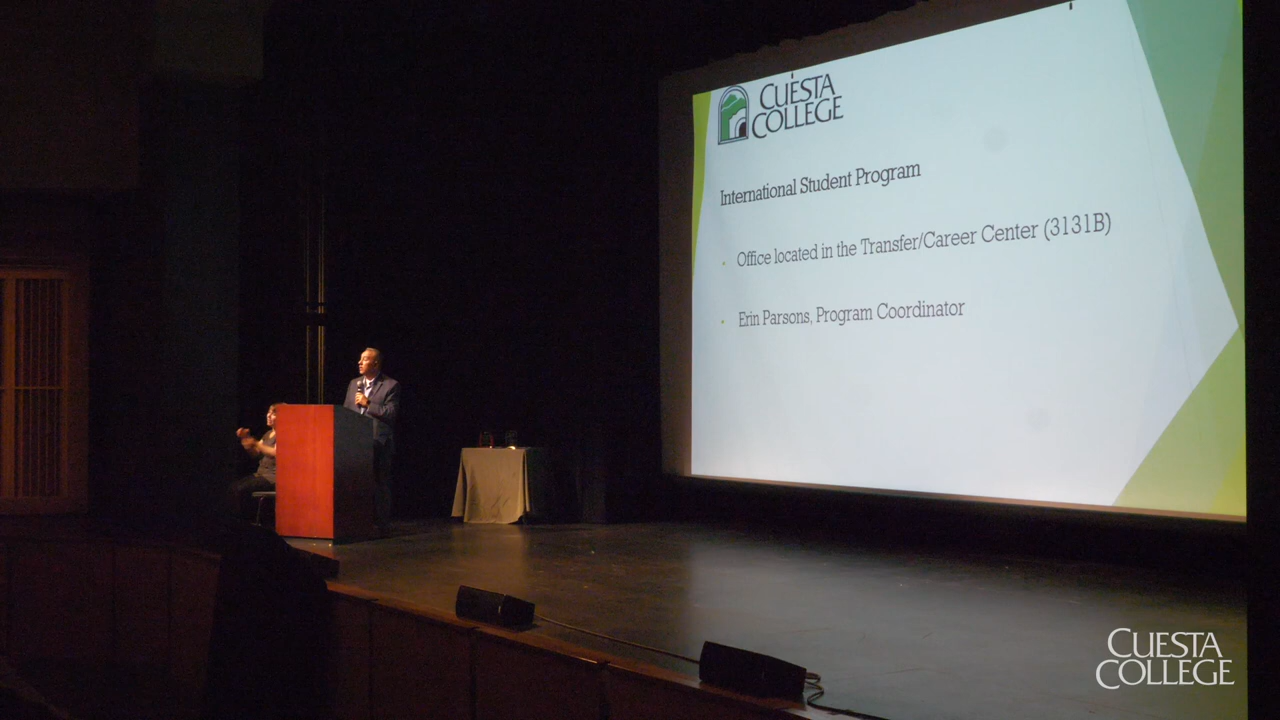 CUESTA
COLLEGE
International Student Program
Office located in the Transfer/Career Center (3131B)
Erin Parsons, Program Coordinator
CUESTA
COLLEGE